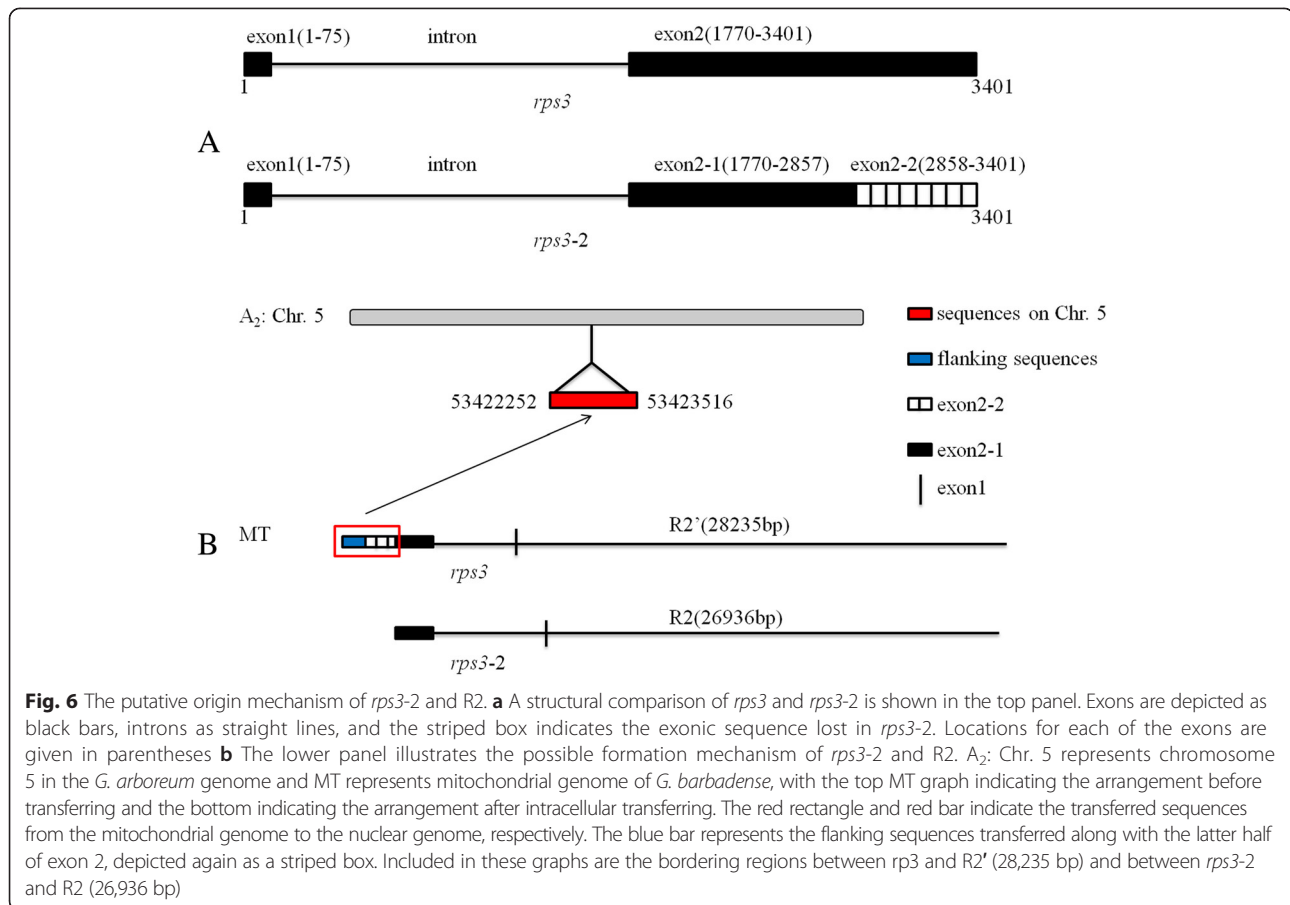 exon1(1-75) intron exon2(1770-3401)
1 3401
rps3
A
exon1(1-75) intron exon2-1(1770-2857) exon2-2(2858-3401)
1 3401
rps3-2
A2: Chr. 5
sequences on Chr. 5
flanking sequences
53422252 53423516
exon2-2
exon2-1
exon1
B MT R2’(28235bp)
rps3
R2(26936bp)
rps3-2
Fig. 6 The putative origin mechanism of rps3-2 and R2. a A structural comparison of rps3 and rps3-2 is shown in the top panel. Exons are depicted as
black bars, introns as straight lines, and the striped box indicates the exonic sequence lost in rps3-2. Locations for each of the exons are
given in parentheses b The lower panel illustrates the possible formation mechanism of rps3-2 and R2. A2: Chr. 5 represents chromosome
5 in the G. arboreum genome and MT represents mitochondrial genome of G. barbadense, with the top MT graph indicating the arrangement before
transferring and the bottom indicating the arrangement after intracellular transferring. The red rectangle and red bar indicate the transferred sequences
from the mitochondrial genome to the nuclear genome, respectively. The blue bar represents the flanking sequences transferred along with the latter half
of exon 2, depicted again as a striped box. Included in these graphs are the bordering regions between rp3 and R2′ (28,235 bp) and between rps3-2
and R2 (26,936 bp)